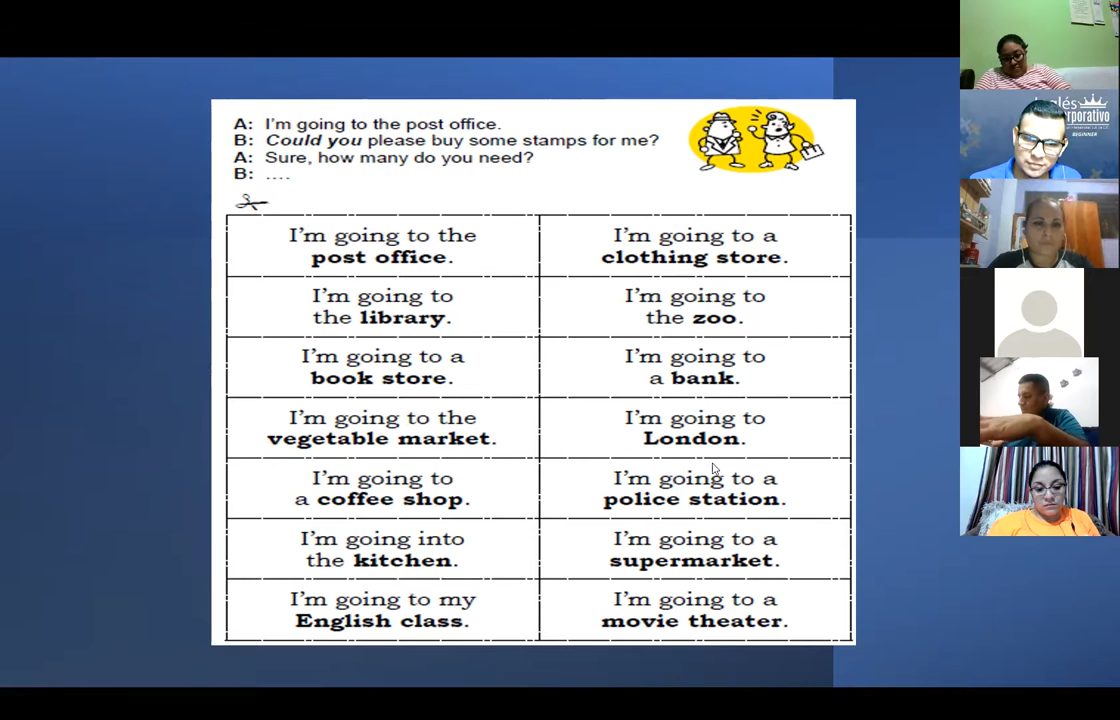 A: I'm going to the post office.
B: Could you please buy some stamps for me?
A: Sure, how many do you need?
B: ....
I'm going to the
post office.
I'm going to a
clothing store.
I'm going to
the library.
I'm going to
the zoo.
I'm going to a
book store.
I'm going to
a bank.
I'm going to the
vegetable market.
I'm going to
London.
I'm going to
a coffee shop.
I'm going to a
police station.
I'm going into
the kitchen.
I'm going to a
supermarket.
I'm going to my
English class.
I'm going to a
movie theater.
BEGINNER